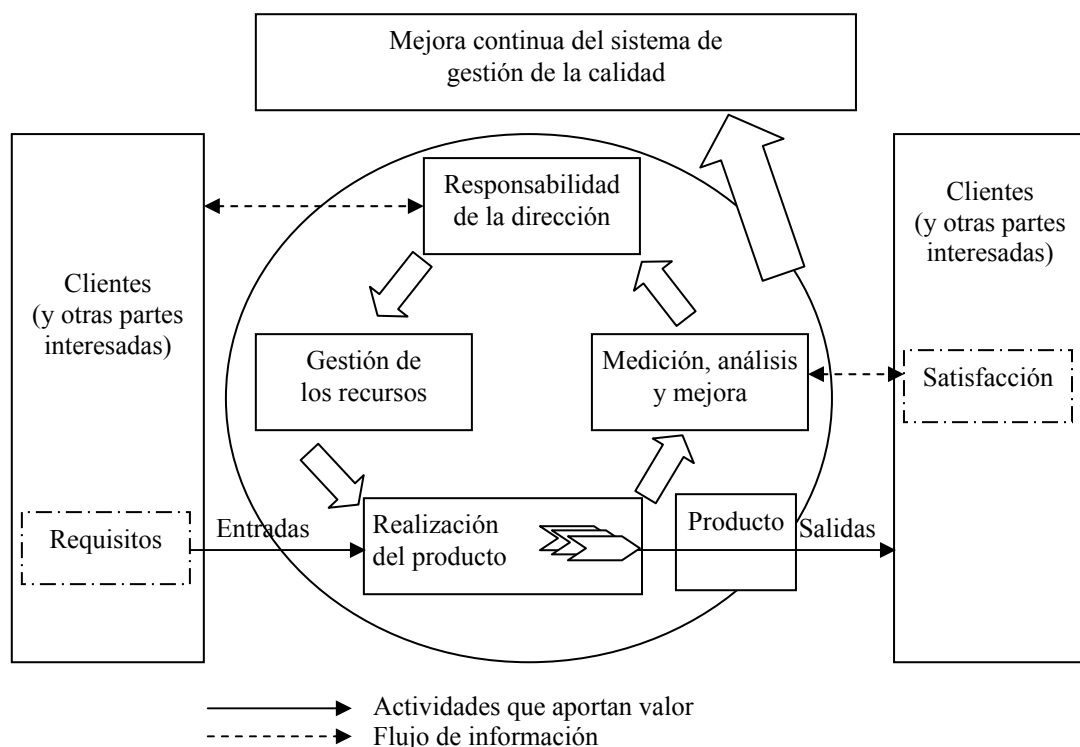 Mejora continua del sistema de
gestión de la calidad
Responsabilidad
de la dirección
Clientes
(y otras partes
interesadas)
Clientes
(y otras partes
interesadas)
Gestión de
los recursos
Medición, análisis
y mejora
Satisfacción
Requisitos
Entradas
Realización
del producto
Producto
Salidas
Actividades que aportan valor
Flujo de información